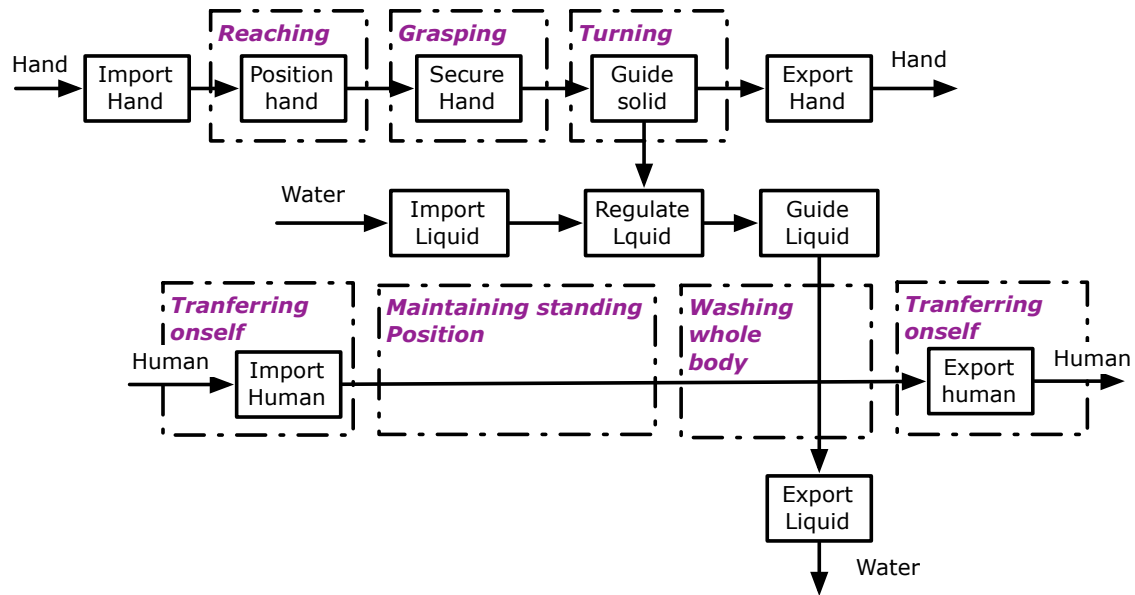 Reaching
Grasping
Turning
Hand
Import
Hand
Position
hand
Secure
Hand
Guide
solid
Export
Hand
Hand
Water
Import
Liquid
Regulate
Lquid
Guide
Liquid
Tranferring
onself
Maintaining standing
Position
Washing
whole
body
Tranferring
onself
Human
Import
Human
Export
human
Human
Export
Liquid
Water